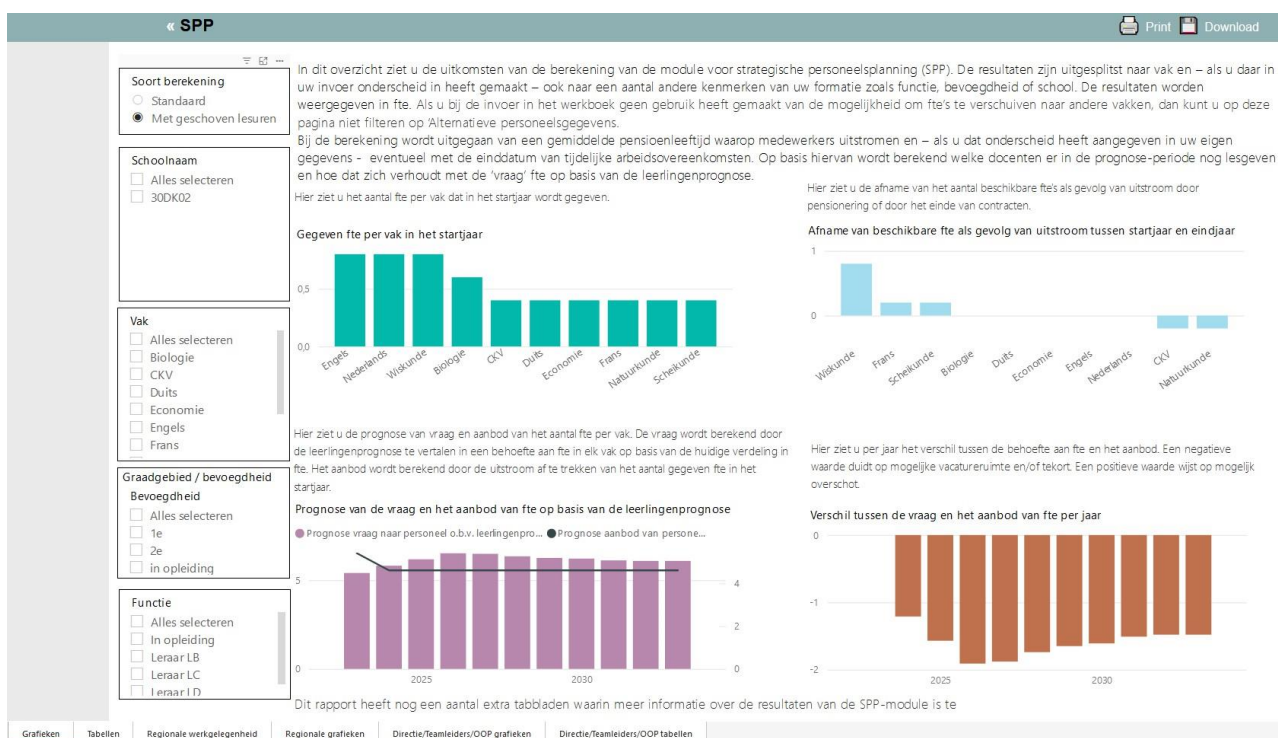 « SPP
Print
Download
Soort berekening
Standaard
Met geschoven lesuren
Schoolnaam
Alles selecteren
30DK02
Vak
Alles selecteren
Biologie
CKV
Duits
Economie
Engels
Frans
Graadgebied / bevoegdheid
Bevoegdheid
Alles selecteren
1e
2e
in opleiding
Functie
Alles selecteren
In opleiding
Leraar LB
Leraar LC
Leraar LD
In dit overzicht ziet u de uitkomsten van de berekening van de module voor strategische personeelsplanning (SPP). De resultaten zijn uitgesplitst naar vak en – als u daar in
uw invoer onderscheid in heeft gemaakt – ook naar een aantal andere kenmerken van uw formatie zoals functie, bevoegdheid of school. De resultaten worden
weergegeven in fte. Als u bij de invoer in het werkboek geen gebruik heeft gemaakt van de mogelijkheid om fte's te verschuiven naar andere vakken, dan kunt u op deze
pagina niet filteren op 'Alternatieve personeelsgegevens.
Bij de berekening wordt uitgegaan van een gemiddelde pensioenleeftijd waarop medewerkers uitstromen en – als u dat onderscheid heeft aangegeven in uw eigen
gegevens - eventueel met de einddatum van tijdelijke arbeidsovereenkomsten. Op basis hiervan wordt berekend welke docenten er in de prognose-periode nog lesgeven
en hoe dat zich verhoudt met de 'vraag' fte op basis van de leerlingenprognose.
Hier ziet u het aantal fte per vak dat in het startjaar wordt gegeven.
Gegeven fte per vak in het startjaar
0,5
0,0
Engels
Nederlands
Wiskunde
Biologie
CKV
Duits
Economie
Frans
Natuurkunde
Scheikunde
Hier ziet u de afname van het aantal beschikbare fte's als gevolg van uitstroom door
pensionering of door het einde van contracten.
Afname van beschikbare fte als gevolg van uitstroom tussen startjaar en eindjaar
1
0
Wiskunde
Frans
Scheikunde
Biologie
Duits
Economie
Engels
Nederlands
CKV
Natuurkunde
Hier ziet u de prognose van vraag en aanbod van het aantal fte per vak. De vraag wordt berekend door
de leerlingenprognose te vertalen in een behoefte aan fte in elk vak op basis van de huidige verdeling in
fte. Het aanbod wordt berekend door de uitstroom af te trekken van het aantal gegeven fte in het
startjaar.
Prognose van de vraag en het aanbod van fte op basis van de leerlingenprognose
Prognose vraag naar personeel o.b.v. leerlingenpro...
Prognose aanbod van persone...
5
0
4
2
0
2025
2030
Hier ziet u per jaar het verschil tussen de behoefte aan fte en het aanbod. Een negatieve
waarde duidt op mogelijke vacatureruimte en/of tekort. Een positieve waarde wijst op mogelijk
overschot.
Verschil tussen de vraag en het aanbod van fte per jaar
0
-1
-2
2025
2030
Dit rapport heeft nog een aantal extra tabbladen waarin meer informatie over de resultaten van de SPP-module is te
Grafieken
Tabellen
Regionale werkgelegenheid
Regionale grafieken
Directie/Teamleiders/OOP grafieken
Directie/Teamleiders/OOP tabellen